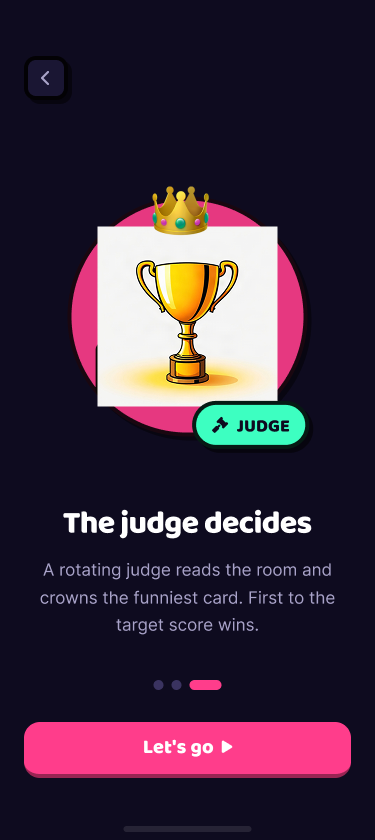 JUDGE
The judge decides
A rotating judge reads the room and
crowns the funniest card. First to the
target score wins.
Let's go